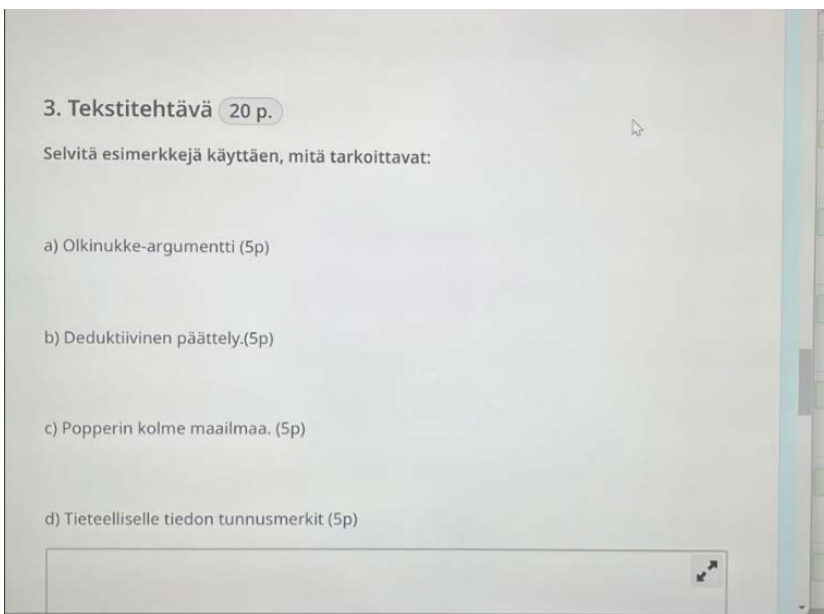 3. Tekstitehtävä 20 p.
Selvitä esimerkkejä käyttäen, mitä tarkoittavat:
a) Olkinukke-argumentti (5p)
b) Deduktiivinen päättely.(5p)
c) Popperin kolme maailmaa. (5p)
d) Tieteelliselle tiedon tunnusmerkit (5p)